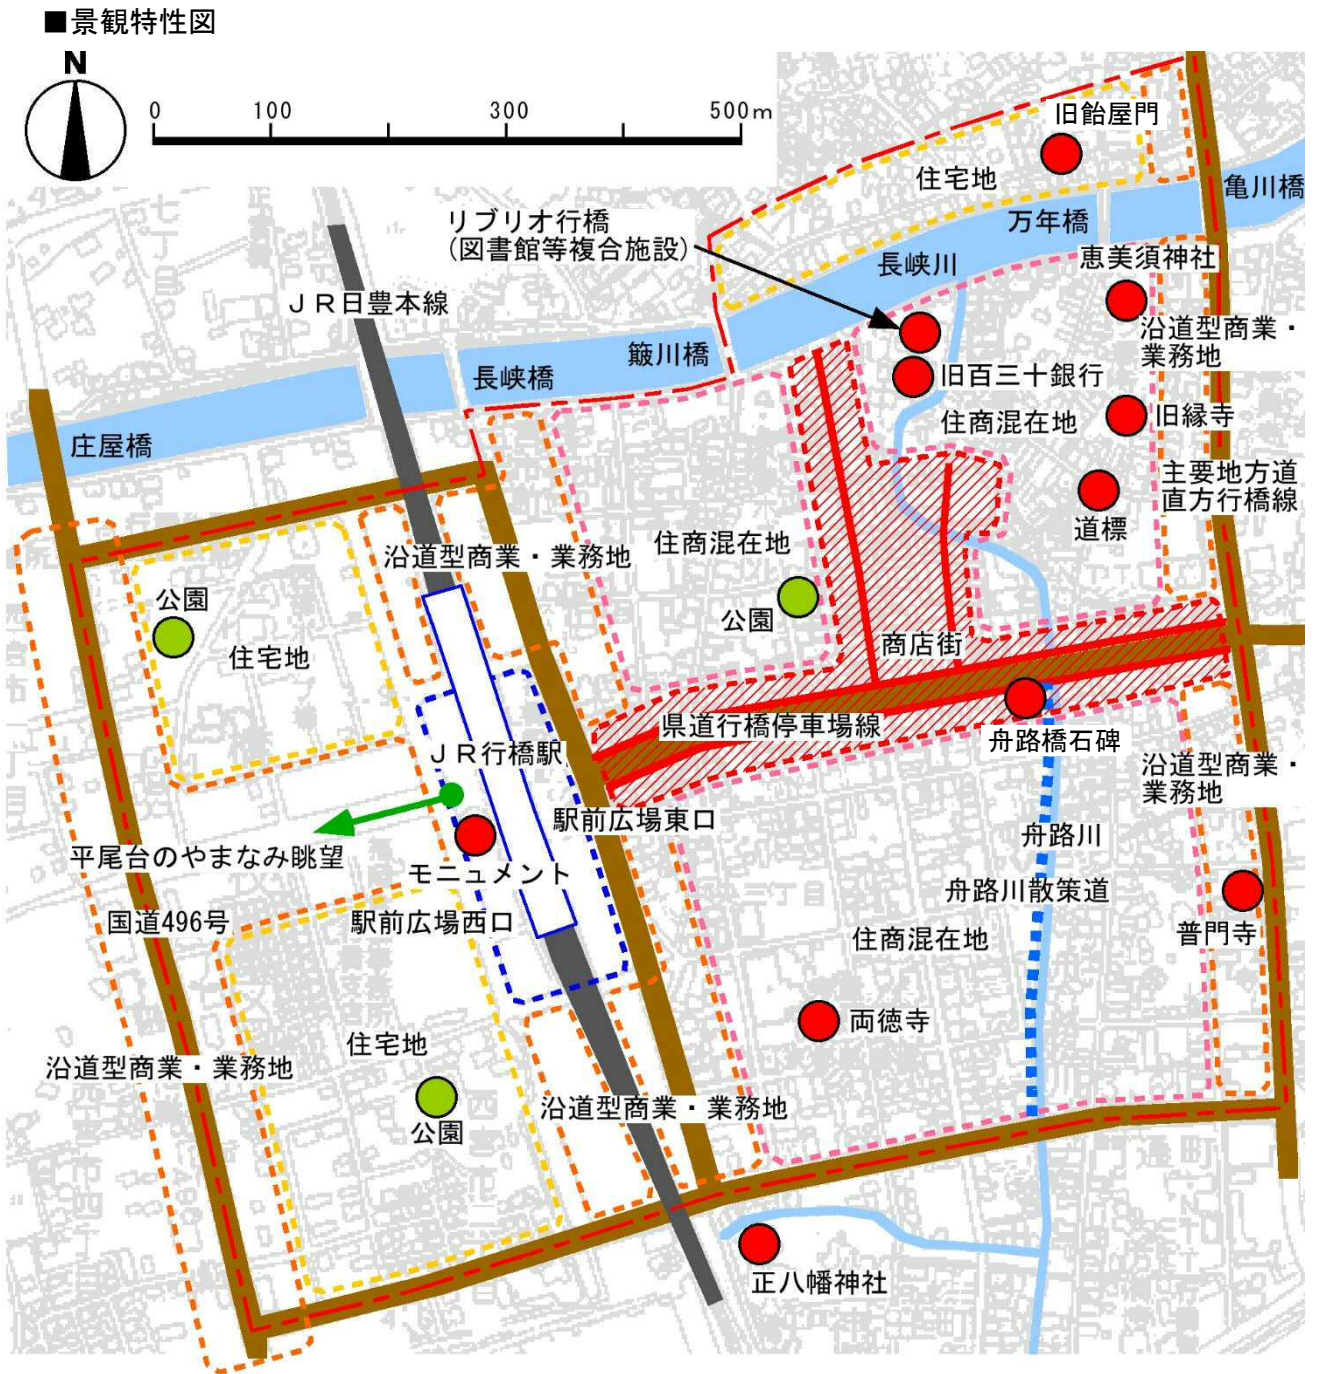 ■景観特性図
N
0 100 300 500m
旧飴屋門
住宅地
亀川橋
リブリオ行橋
(図書館等複合施設)
万年橋
長峡川
恵美須神社
JR日豊本線
沿道型商業・
業務地
簸川橋
長峡橋
旧百三十銀行
住商混在地
旧縁寺
庄屋橋
主要地方道
直方行橋線
道標
沿道型商業・業務地
住商混在地
公園
公園
住宅地
商店街
県道行橋停車場線
舟路橋石碑
JR行橋駅
沿道型商業・
業務地
駅前広場東口
舟路川
平尾台のやまなみ眺望
モニュメント
舟路川散策道
国道496号
駅前広場西口
住商混在地
普門寺
両徳寺
住宅地
沿道型商業・業務地
沿道型商業・業務地
公園
正八幡神社